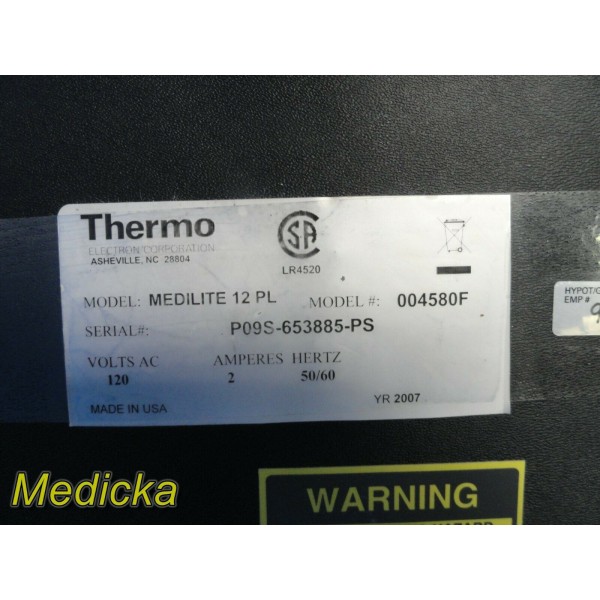 Thermo
ELECTRON CORPORATION
ASHEVILLE, NC 28804
LR4520
MODEL: MEDILITE 12 PL MODEL #: 004580F
SERIAL#: P09S-653885-PS
VOLTS AC AMPERES HERTZ
120 2 50/60
MADE IN USA YR 2007
HYPOT/G
EMP #
Medicka
WARNING